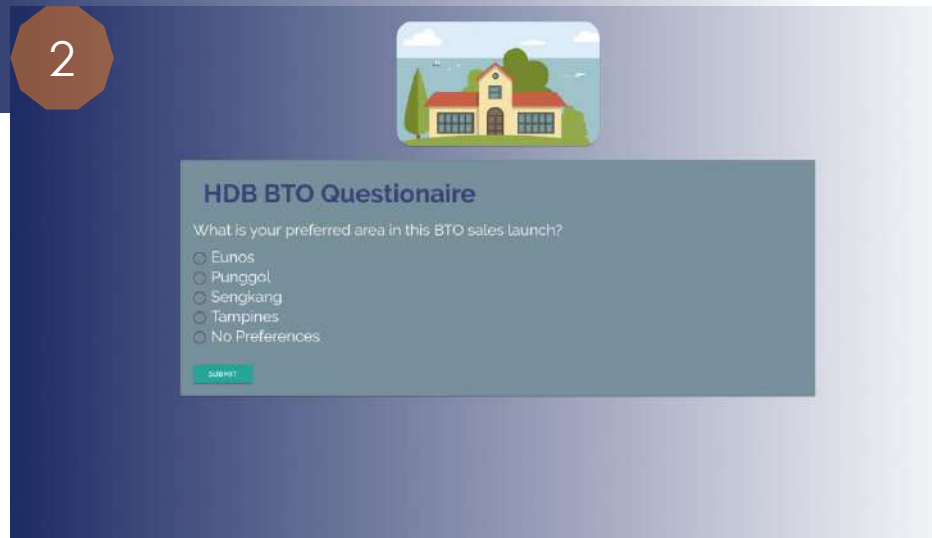 2
HDB BTO Questionaire
What is your preferred area in this BTO sales launch?
Eunos
Punggol
Sengkang
Tampines
No Preferences
SUBMIT